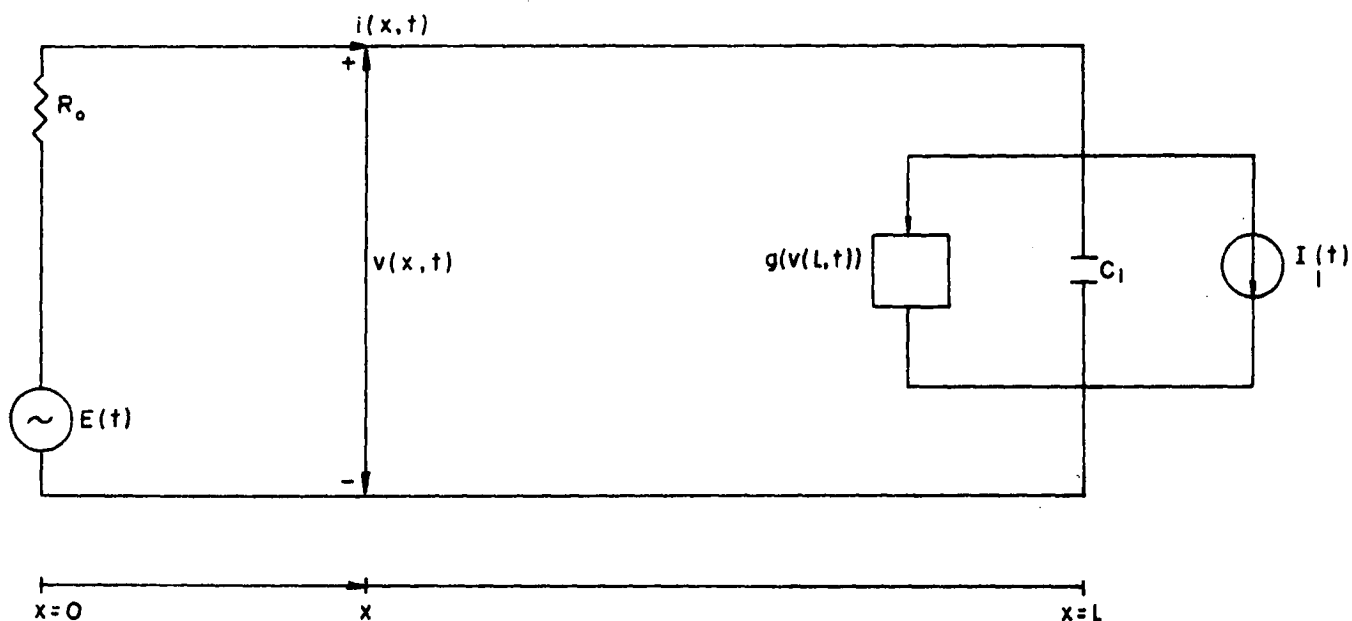 i(x,t)
+
R₀
v(x,t)
g(v(L,t))
C₁
I₁(t)
~
E(t)
-
x=0
x
x=L